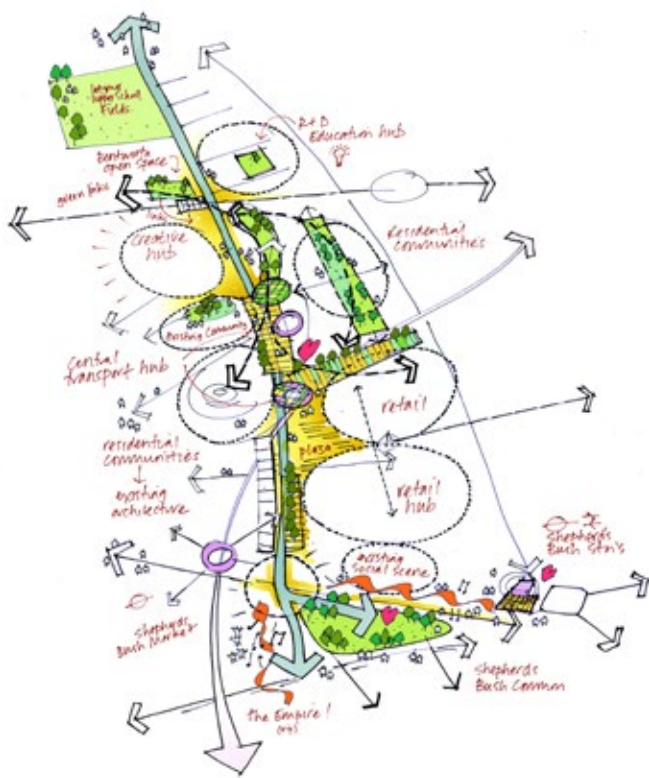 upper school
Fields
R+D
Education hub
open space
green links
Creative
hub
Residential
communities
Existing Community
Central
transport hub
retail
plaza
residential
communities
existing
architecture
retail
hub
existing
social scene
Shepherds
Bush Stn's
Shepherds
Bush Market
the Empire!
Shepherds
Bush Common